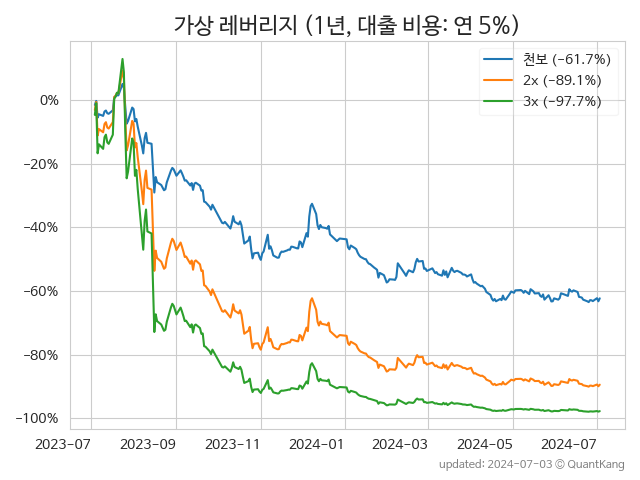 가상 레버리지 (1년, 대출 비용: 연 5%)
천보 (−61.7%)
2x (−89.1%)
3x (−97.7%)
0%
−20%
−40%
−60%
−80%
−100%
2023-07 2023-09 2023-11 2024-01 2024-03 2024-05 2024-07
updated: 2024-07-03 © QuantKang